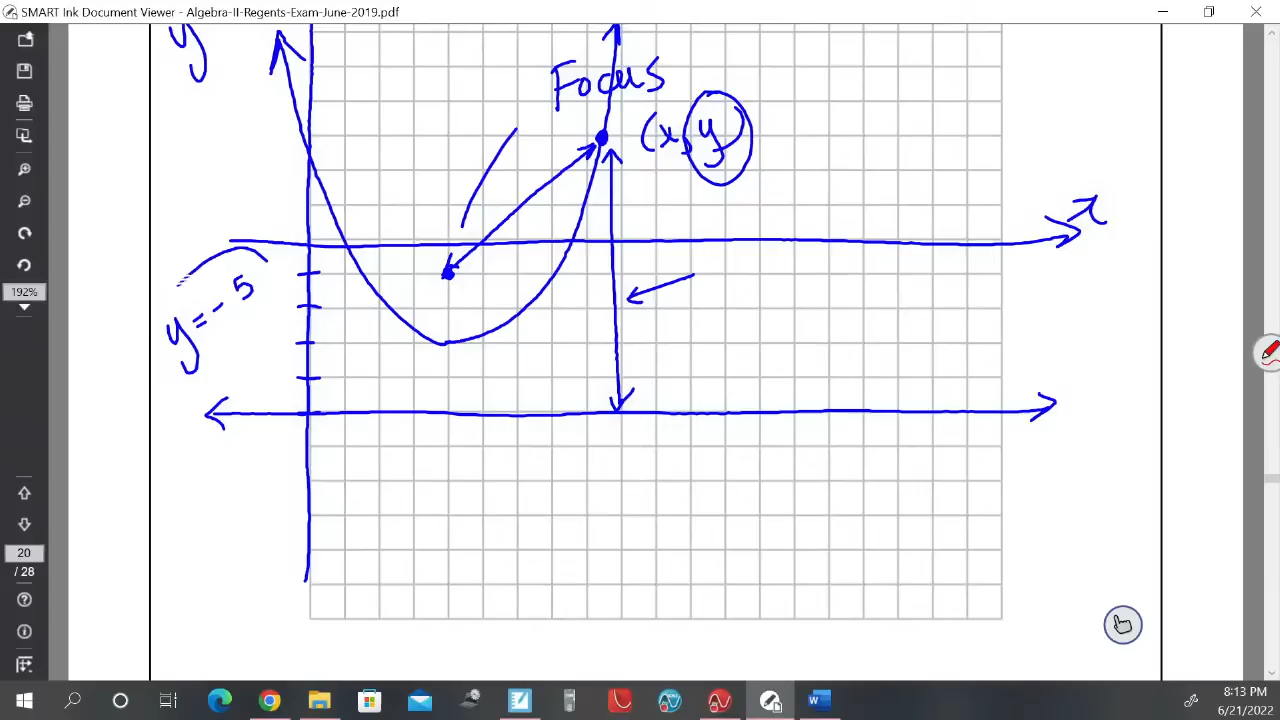 SMART Ink Document Viewer - Algebra-II-Regents-Exam-June-2019.pdf
y
Focus
(x, y)
x
y = -5
192%
20
/ 28
8:13 PM
6/21/2022